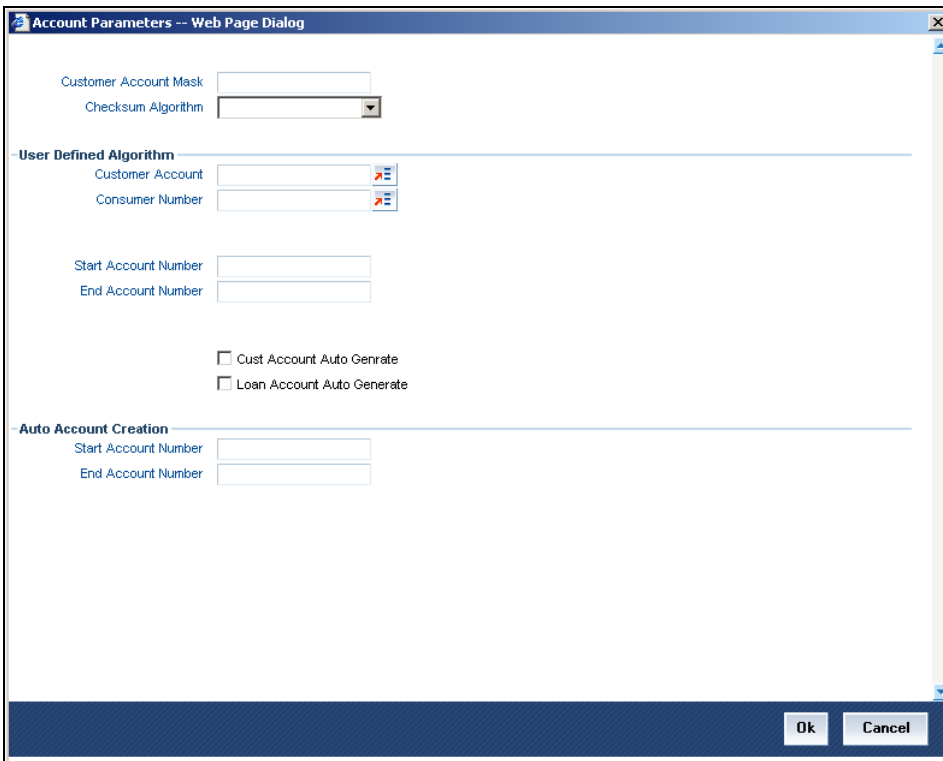 Account Parameters -- Web Page Dialog
Customer Account Mask
Checksum Algorithm
User Defined Algorithm
Customer Account
Consumer Number
Start Account Number
End Account Number
Cust Account Auto Genrate
Loan Account Auto Generate
Auto Account Creation
Start Account Number
End Account Number
Ok Cancel